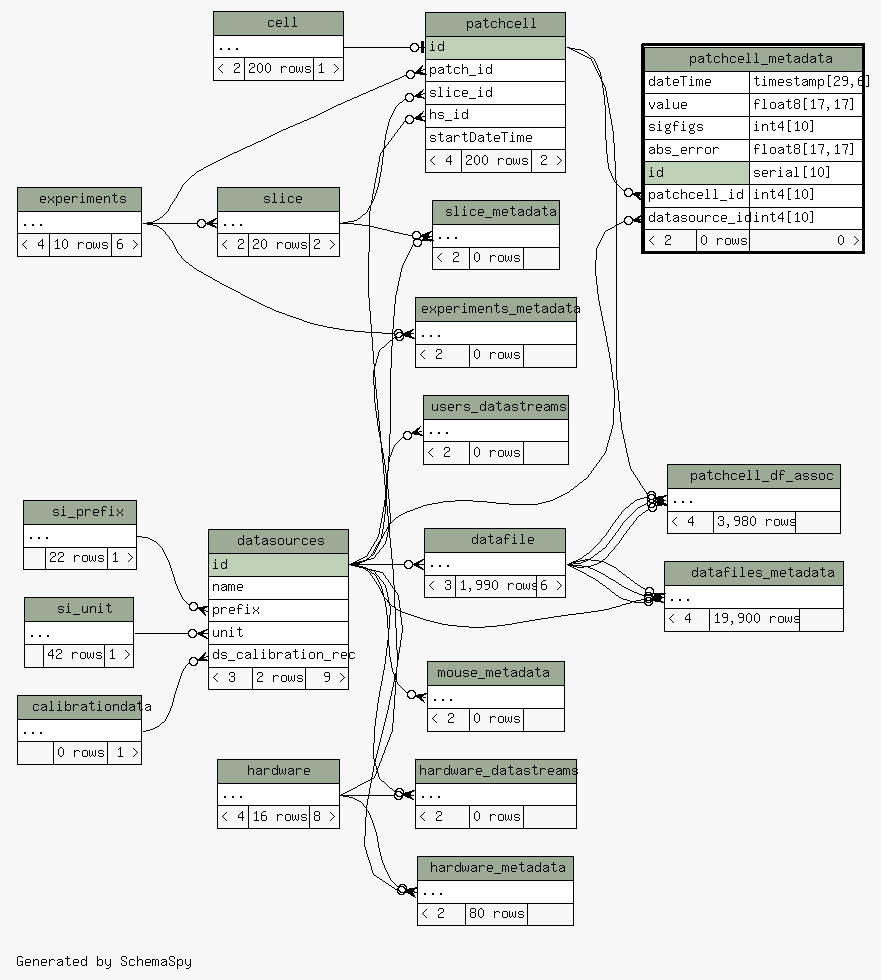 cell
...
< 2 200 rows 1 >
patchcell
id
patch_id
slice_id
hs_id
startDateTime
< 4 200 rows 2 >
patchcell_metadata
dateTime timestamp[29,6]
value float8[17,17]
sigfigs int4[10]
abs_error float8[17,17]
id serial[10]
patchcell_id int4[10]
datasource_id int4[10]
< 2 0 rows 0 >
experiments
...
< 4 10 rows 6 >
slice
...
< 2 20 rows 2 >
slice_metadata
...
< 2 0 rows
experiments_metadata
...
< 2 0 rows
users_datastreams
...
< 2 0 rows
si_prefix
...
22 rows 1 >
si_unit
...
42 rows 1 >
calibrationdata
...
0 rows 1 >
datasources
id
name
prefix
unit
ds_calibration_rec
< 3 2 rows 9 >
datafile
...
< 3 1,990 rows 6 >
patchcell_df_assoc
...
< 4 3,980 rows
datafiles_metadata
...
< 4 19,900 rows
mouse_metadata
...
< 2 0 rows
hardware
...
< 4 16 rows 8 >
hardware_datastreams
...
< 2 0 rows
hardware_metadata
...
< 2 80 rows
Generated by SchemaSpy